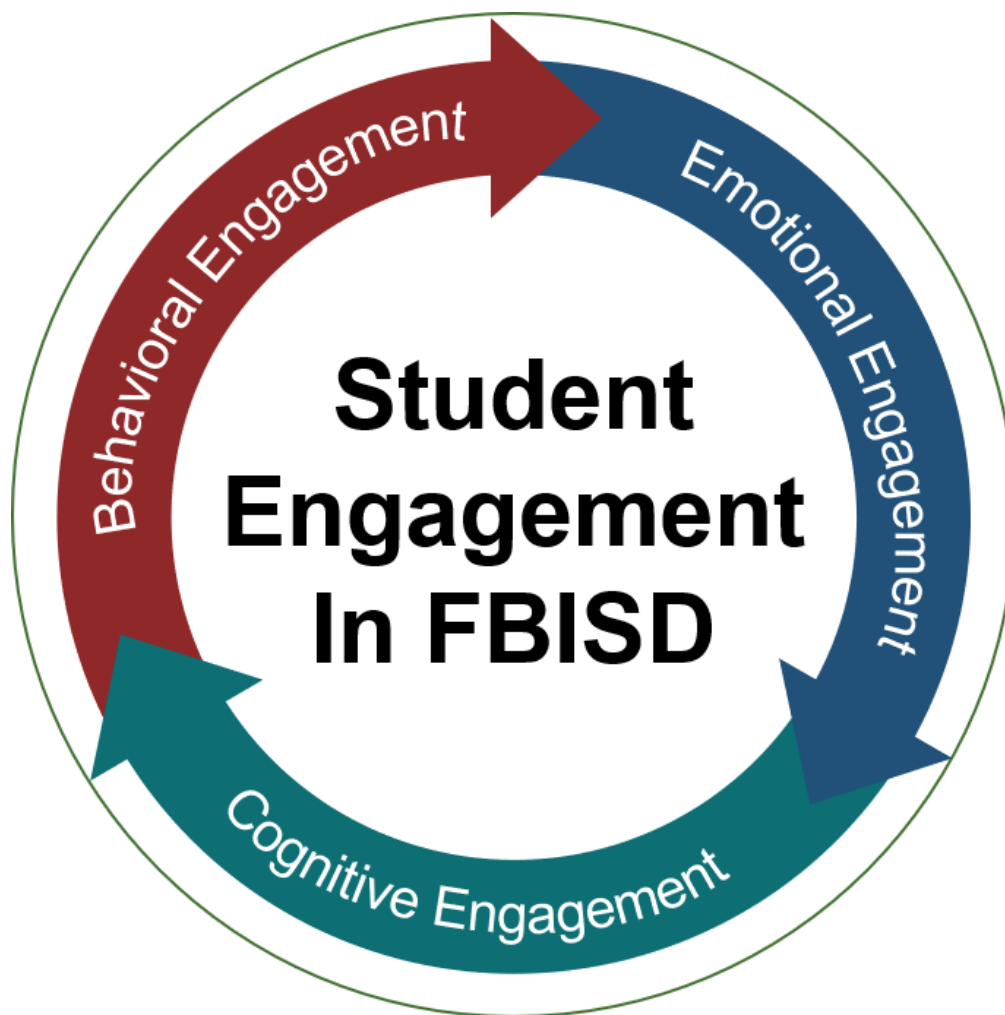 Behavioral Engagement
Emotional Engagement
Student
Engagement
In FBISD
Cognitive Engagement